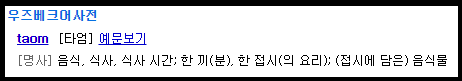 우즈베크어사전
taom [타엄] 예문보기
[명사] 음식, 식사, 식사 시간; 한 끼(분), 한 접시(의 요리); (접시에 담은) 음식물